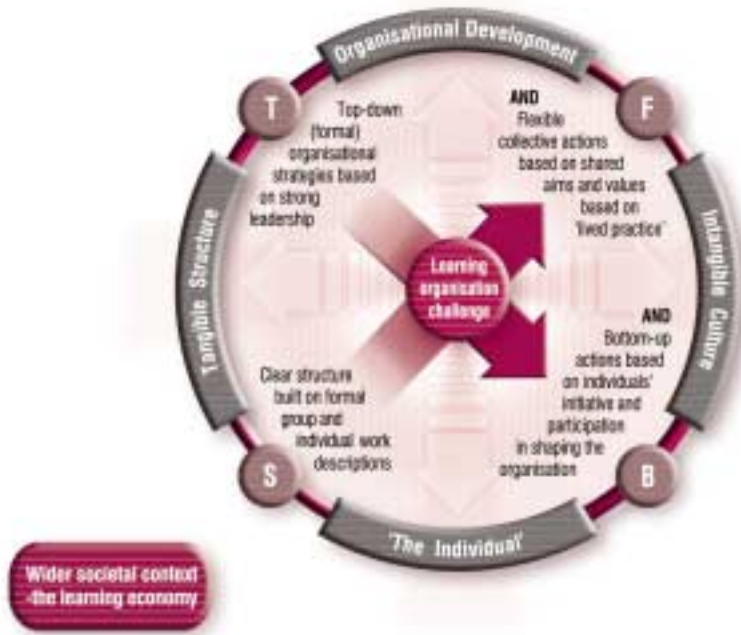 Organisational Development
T
F
Top-down
(formal)
organisational
strategies based
on strong
leadership
AND
Flexible
collective actions
based on shared
aims and values
based on
'lived practice'
Tangible Structure
Learning
organisation
challenge
Intangible Culture
Clear structure
built on formal
group and
individual work
descriptions
AND
Bottom-up
actions based
on individuals'
initiative and
participation
in shaping the
organisation
S
B
'The Individual'
Wider societal context
-the learning economy